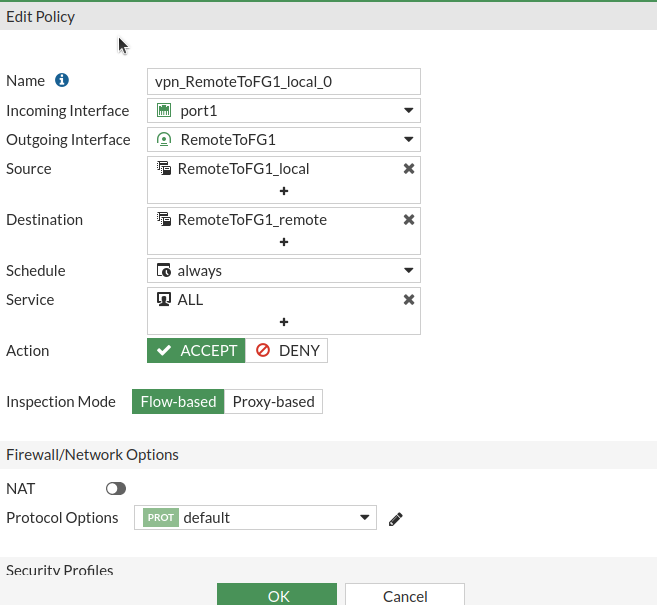 Edit Policy
Name vpn_RemoteToFG1_local_0
Incoming Interface port1
Outgoing Interface RemoteToFG1
Source RemoteToFG1_local
+
Destination RemoteToFG1_remote
+
Schedule always
Service ALL
+
Action ACCEPT DENY
Inspection Mode Flow-based Proxy-based
Firewall/Network Options
NAT
Protocol Options PROT default
Security Profiles
OK Cancel